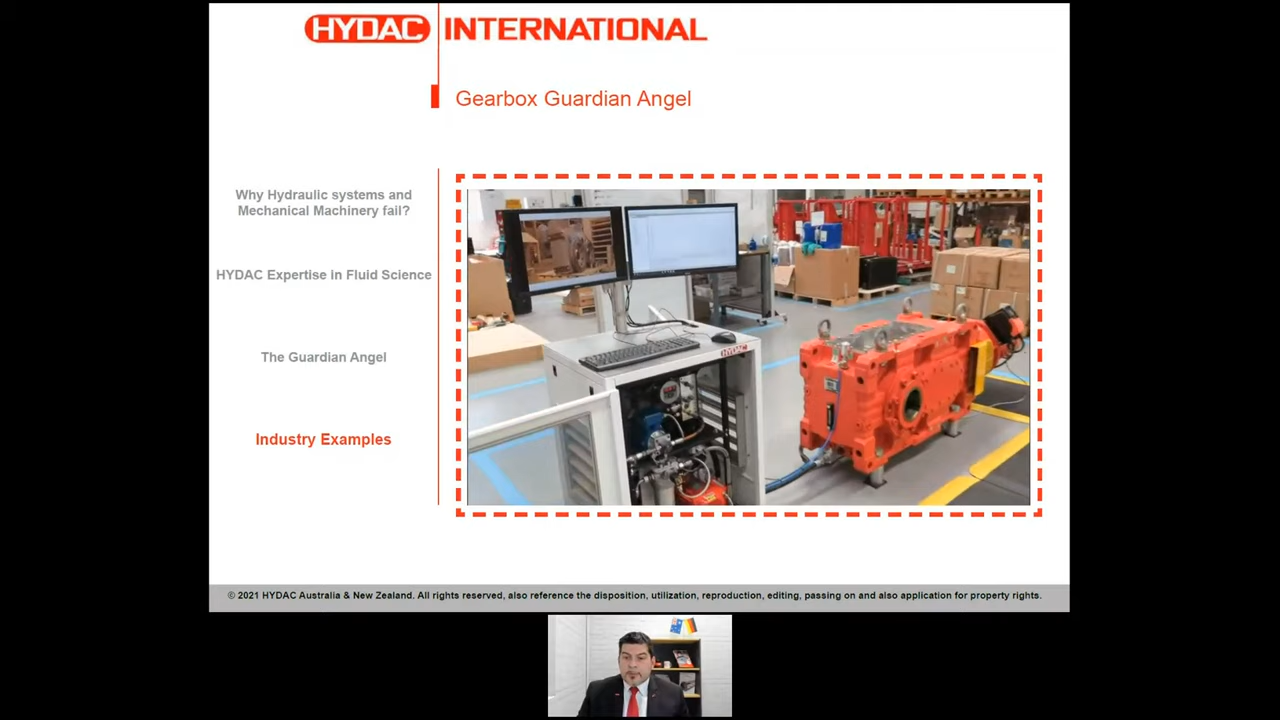 HYDAC INTERNATIONAL
Gearbox Guardian Angel
Why Hydraulic systems and
Mechanical Machinery fail?
HYDAC Expertise in Fluid Science
The Guardian Angel
Industry Examples
HYDAC
© 2021 HYDAC Australia & New Zealand. All rights reserved, also reference the disposition, utilization, reproduction, editing, passing on and also application for property rights.